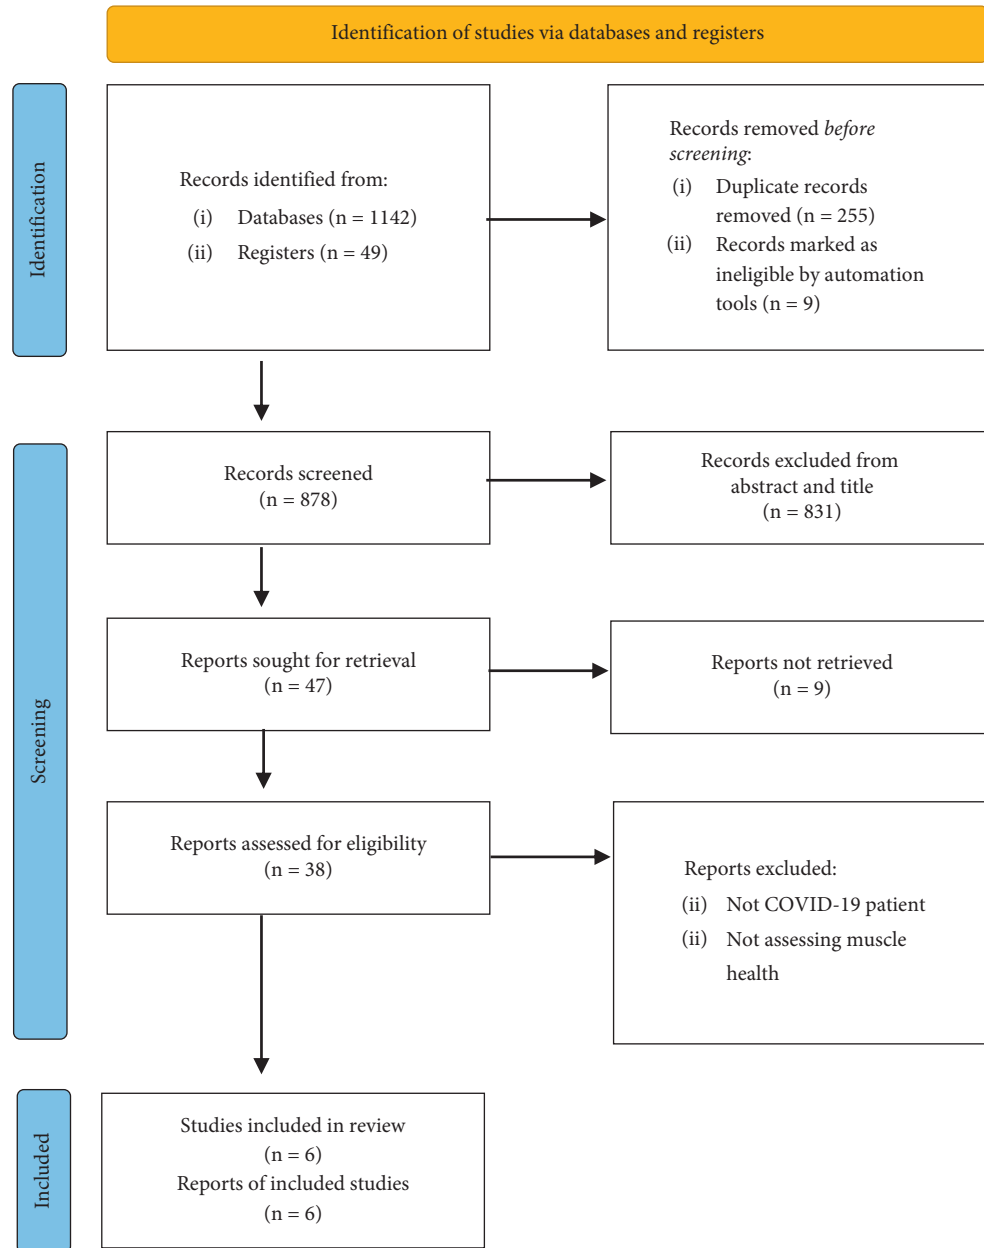 Identification of studies via databases and registers
Identification
Records identified from:
(i) Databases (n = 1142)
(ii) Registers (n = 49)
Records removed before
screening:
(i) Duplicate records
removed (n = 255)
(ii) Records marked as
ineligible by automation
tools (n = 9)
Screening
Records screened
(n = 878)
Records excluded from
abstract and title
(n = 831)
Reports sought for retrieval
(n = 47)
Reports not retrieved
(n = 9)
Reports assessed for eligibility
(n = 38)
Reports excluded:
(ii) Not COVID-19 patient
(ii) Not assessing muscle
health
Included
Studies included in review
(n = 6)
Reports of included studies
(n = 6)